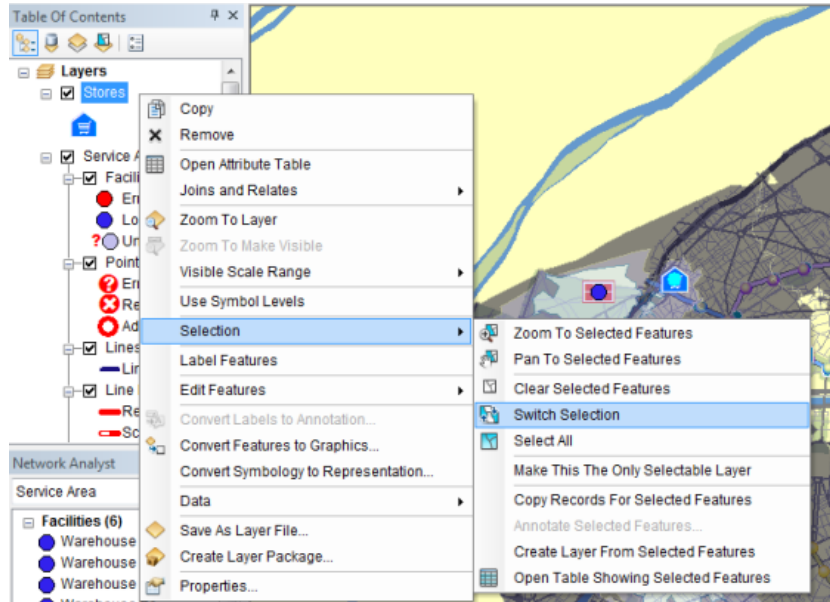 Table Of Contents
Layers
Stores
Service A
Facili
Err
Lo
? Un
Point
Err
Re
Ad
Lines
Lin
Line
Re
Sc
Copy
Remove
Open Attribute Table
Joins and Relates
Zoom To Layer
Zoom To Make Visible
Visible Scale Range
Use Symbol Levels
Selection
Label Features
Edit Features
Convert Labels to Annotation...
Convert Features to Graphics...
Convert Symbology to Representation...
Data
Save As Layer File...
Create Layer Package...
Properties...
Zoom To Selected Features
Pan To Selected Features
Clear Selected Features
Switch Selection
Select All
Make This The Only Selectable Layer
Copy Records For Selected Features
Annotate Selected Features...
Create Layer From Selected Features
Open Table Showing Selected Features
Network Analyst
Service Area
Facilities (6)
Warehouse
Warehouse
Warehouse